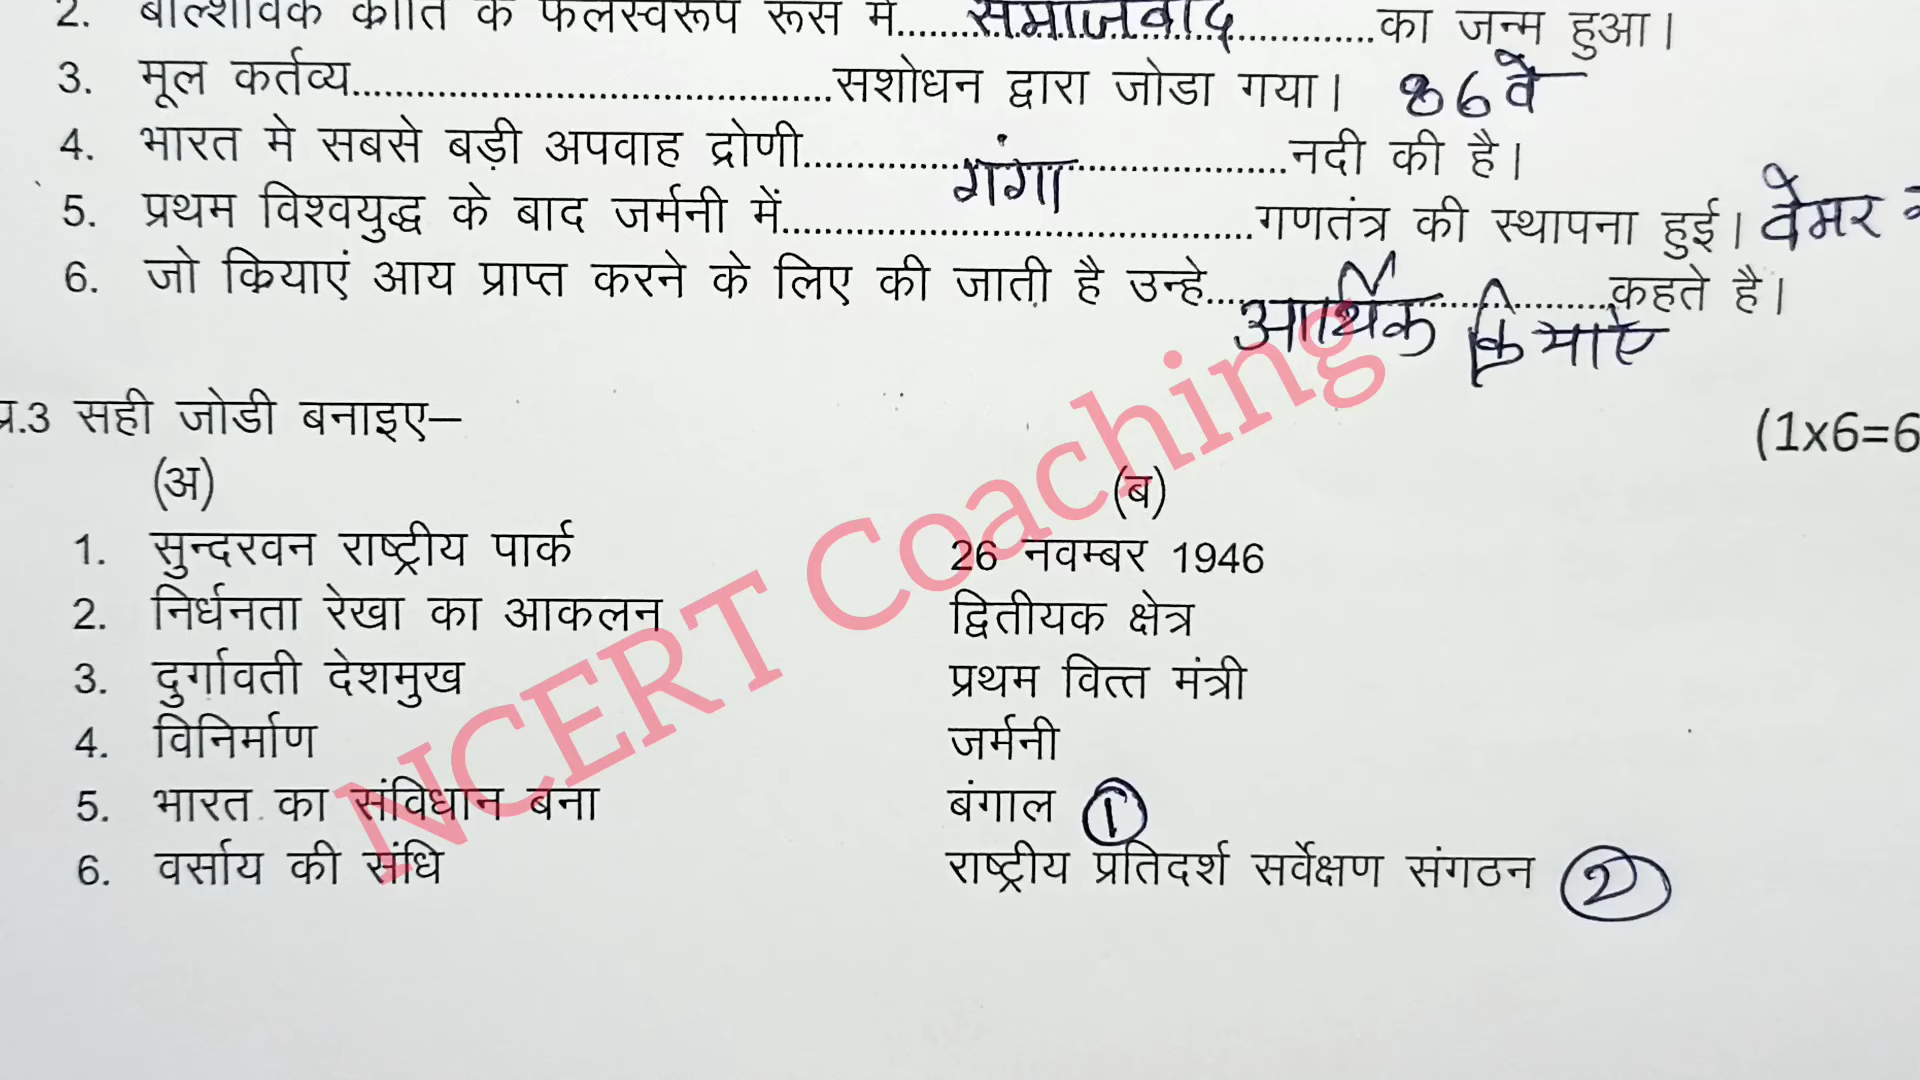 2. बोल्शेविक क्रांति के फलस्वरूप रूस में.....समाजवाद.....का जन्म हुआ।
3. मूल कर्तव्य..........सशोधन द्वारा जोडा गया। 86वे
4. भारत मे सबसे बड़ी अपवाह द्रोणी.....गंगा.....नदी की है।
5. प्रथम विश्वयुद्ध के बाद जर्मनी में..........गणतंत्र की स्थापना हुई। वेमर
6. जो क्रियाएं आय प्राप्त करने के लिए की जाती है उन्हे..........कहते है।
आर्थिक क्रियाऐ
प्र.3 सही जोडी बनाइए–
(1x6=6
(अ) (ब)
1. सुन्दरवन राष्ट्रीय पार्क 26 नवम्बर 1946
2. निर्धनता रेखा का आकलन द्वितीयक क्षेत्र
3. दुर्गावती देशमुख प्रथम वित्त मंत्री
4. विनिर्माण जर्मनी
5. भारत का संविधान बना बंगाल 1
6. वर्साय की संधि राष्ट्रीय प्रतिदर्श सर्वेक्षण संगठन 2
NCERT Coaching